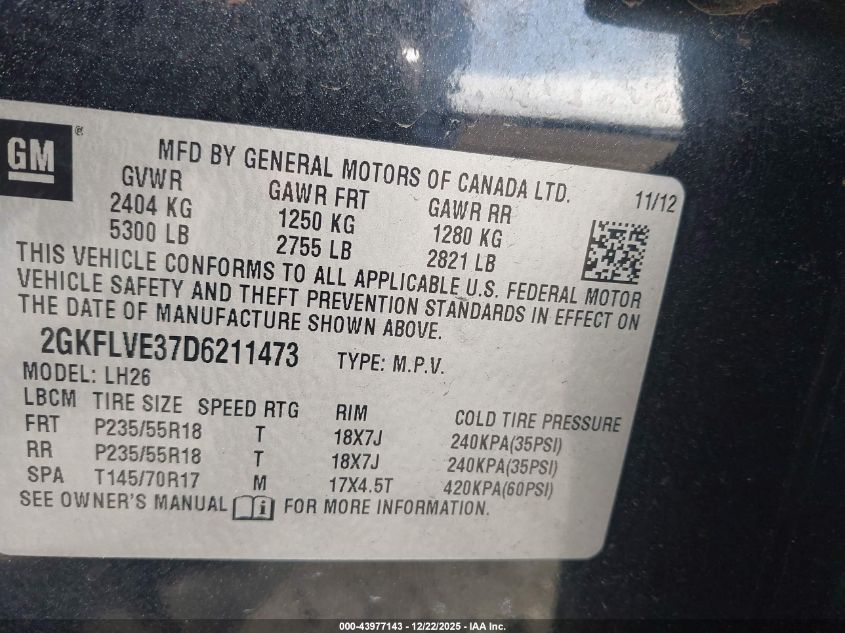 GM ®
MFD BY GENERAL MOTORS OF CANADA LTD.
11/12
GVWR GAWR FRT GAWR RR
2404 KG 1250 KG 1280 KG
5300 LB 2755 LB 2821 LB
THIS VEHICLE CONFORMS TO ALL APPLICABLE U.S. FEDERAL MOTOR
VEHICLE SAFETY AND THEFT PREVENTION STANDARDS IN EFFECT ON
THE DATE OF MANUFACTURE SHOWN ABOVE.
2GKFLVE37D6211473 TYPE: M.P.V.
MODEL: LH26
LBCM TIRE SIZE SPEED RTG RIM COLD TIRE PRESSURE
FRT P235/55R18 T 18X7J 240KPA(35PSI)
RR P235/55R18 T 18X7J 240KPA(35PSI)
SPA T145/70R17 M 17X4.5T 420KPA(60PSI)
SEE OWNER'S MANUAL i FOR MORE INFORMATION.
000-43977143 - 12/22/2025 - IAA Inc.